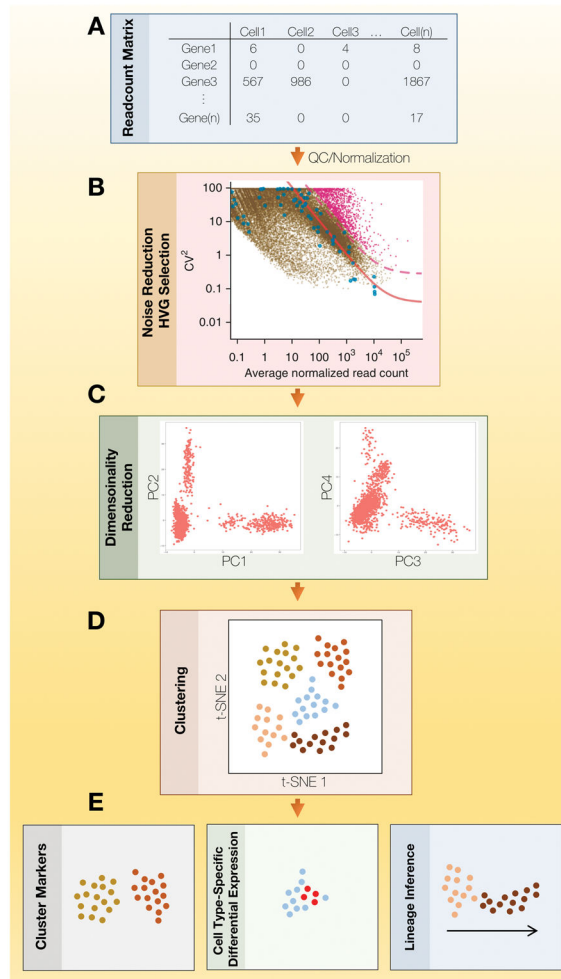 A
Readcount Matrix
Cell1 Cell2 Cell3 ... Cell(n)
Gene1 6 0 4 8
Gene2 0 0 0 0
Gene3 567 986 0 1867
⋮
Gene(n) 35 0 0 17
QC/Normalization
B
Noise Reduction
HVG Selection
CV²
100
10
1
0.1
0.01
0.1 1 10 100 10³ 10⁴ 10⁵
Average normalized read count
C
Dimensoinality
Reduction
PC2
PC1
PC4
PC3
D
Clustering
t-SNE 2
t-SNE 1
E
Cluster Markers
Cell Type-Specific
Differential Expression
Lineage Inference